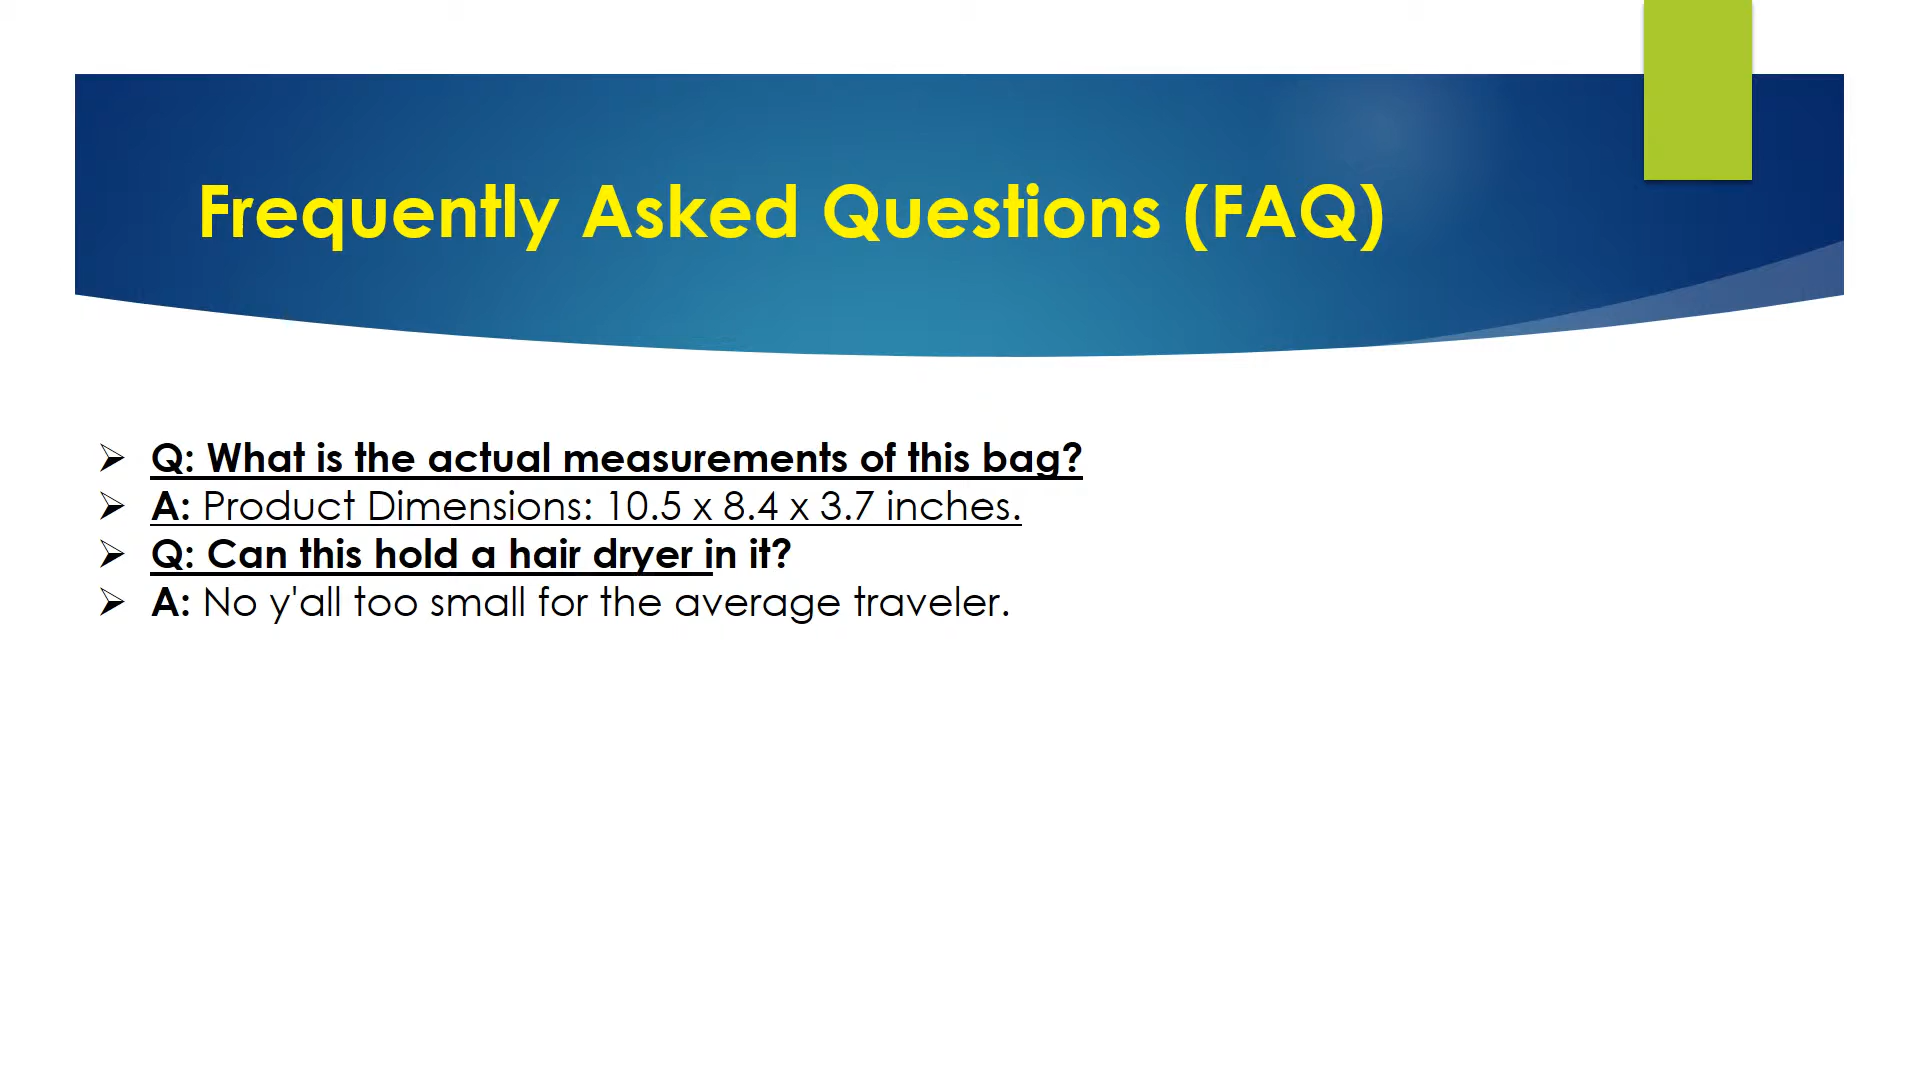 Frequently Asked Questions (FAQ)
Q: What is the actual measurements of this bag?
A: Product Dimensions: 10.5 x 8.4 x 3.7 inches.
Q: Can this hold a hair dryer in it?
A: No y'all too small for the average traveler.